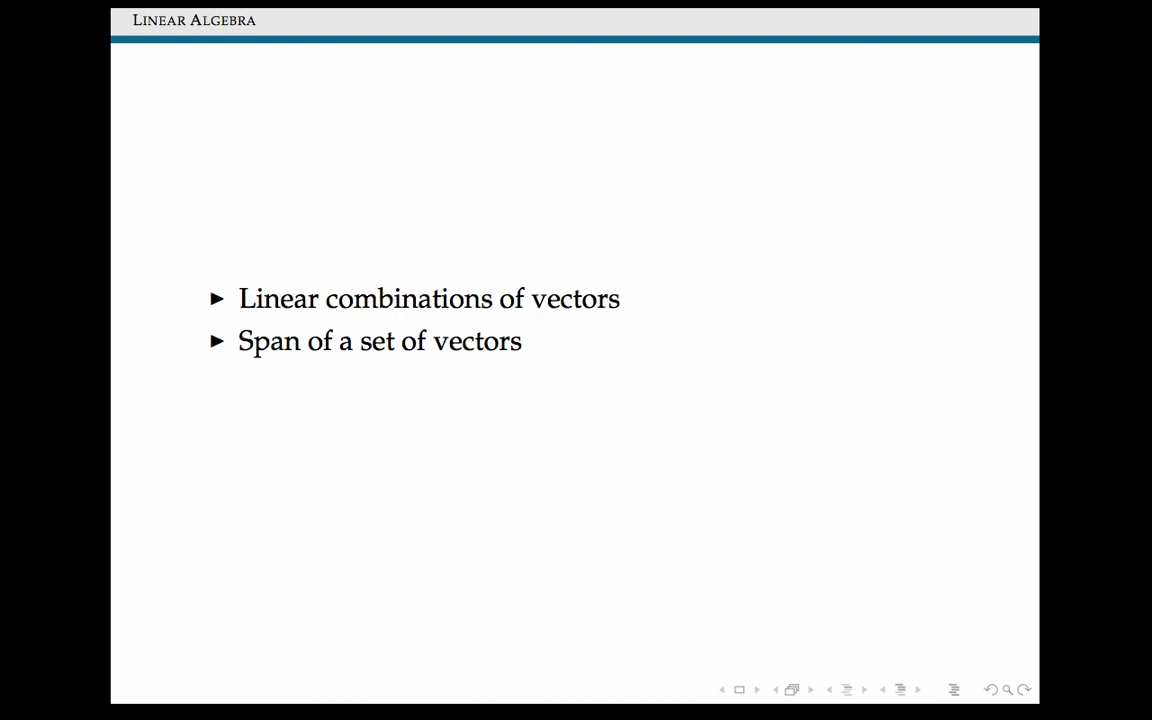 LINEAR ALGEBRA
▶ Linear combinations of vectors
▶ Span of a set of vectors